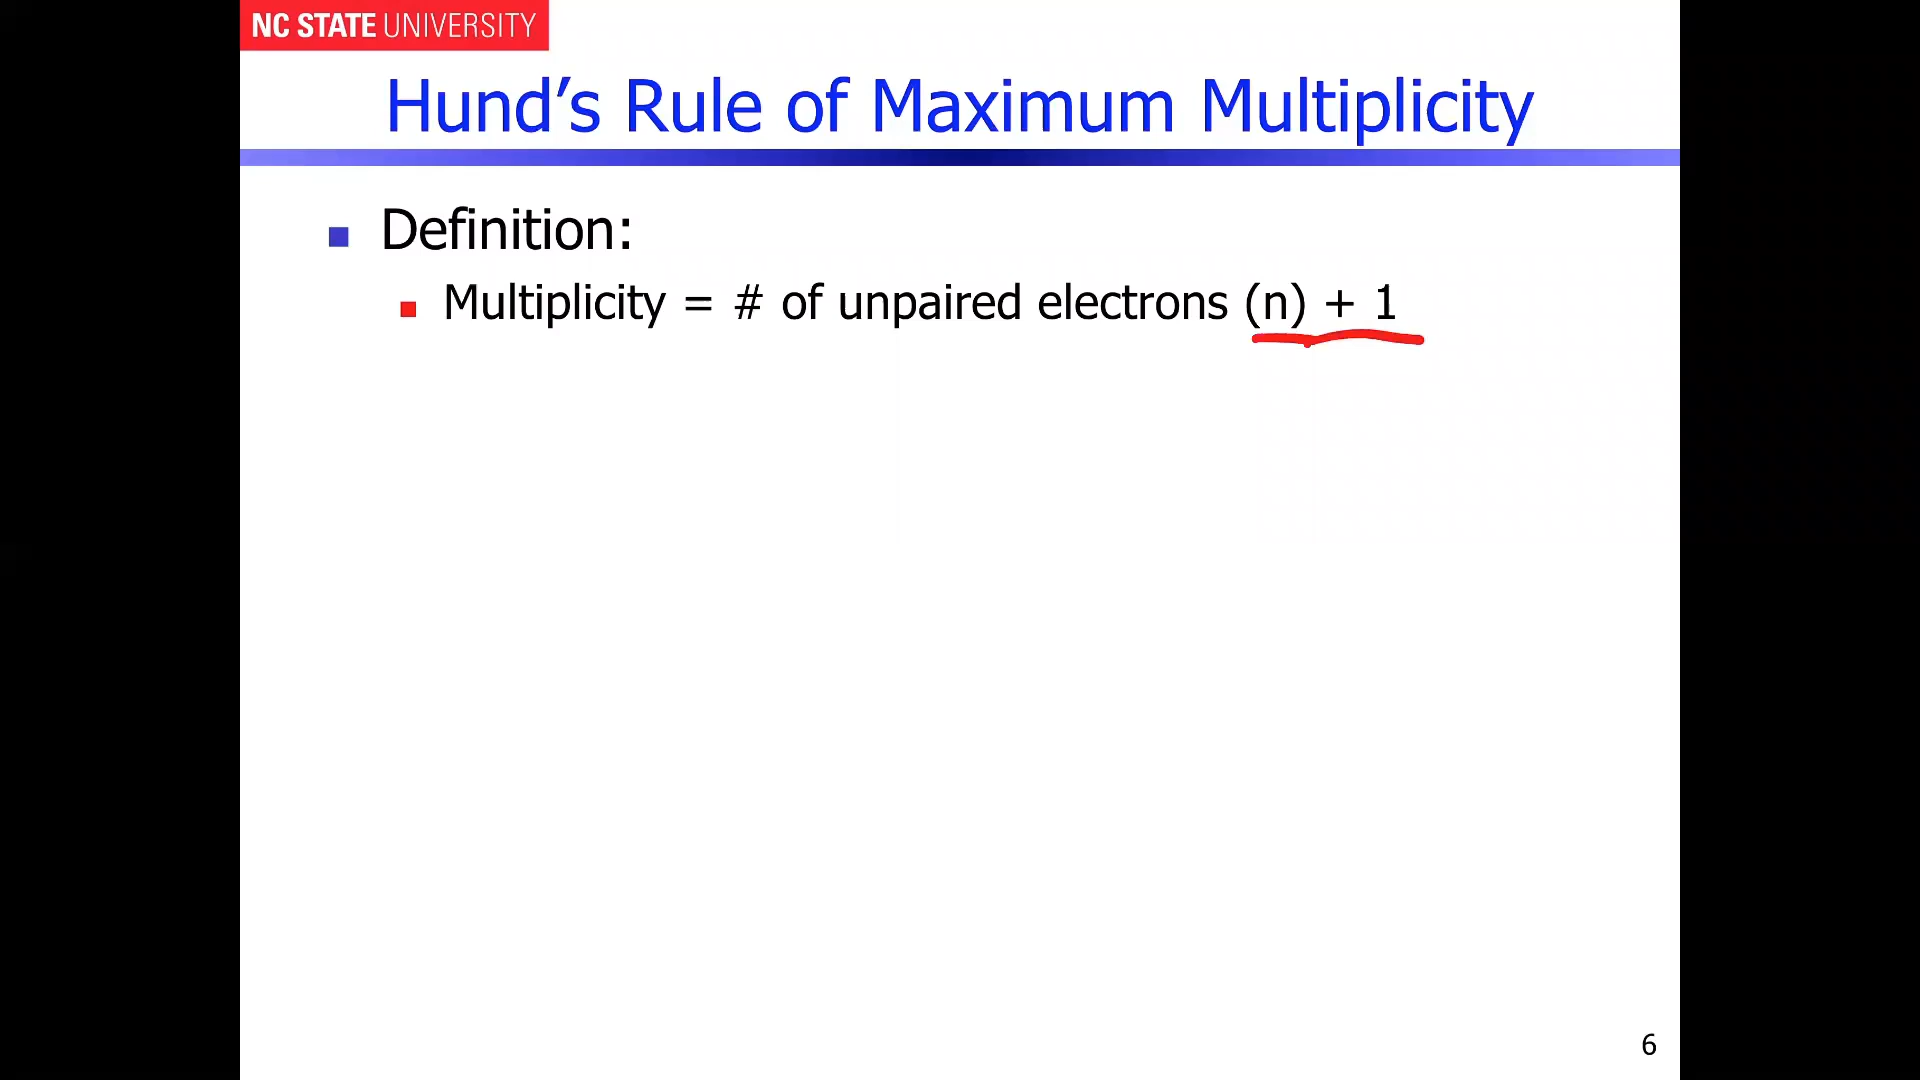 NC STATE UNIVERSITY
Hund’s Rule of Maximum Multiplicity
Definition:
Multiplicity = # of unpaired electrons (n) + 1
6